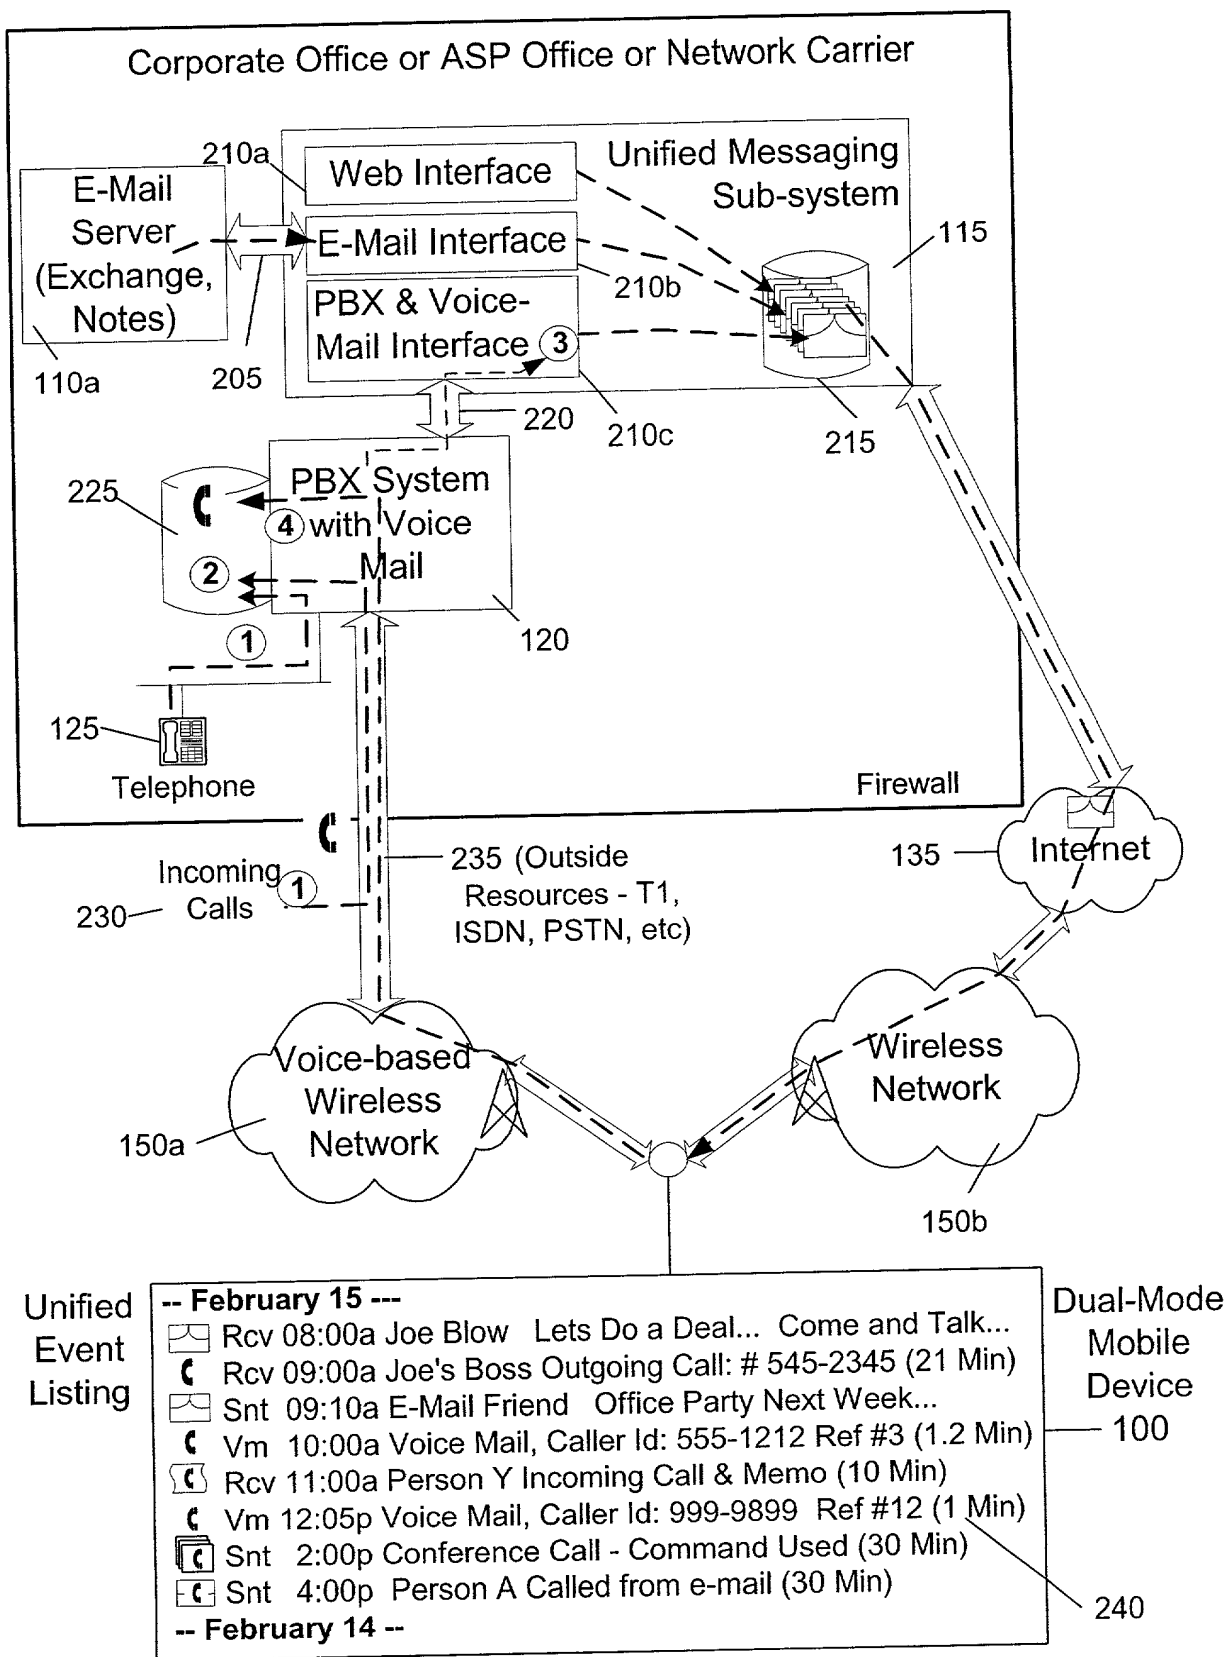 Corporate Office or ASP Office or Network Carrier
210a
Web Interface
Unified Messaging
Sub-system
E-Mail
Server
(Exchange,
Notes)
E-Mail Interface
115
210b
PBX & Voice-
Mail Interface
3
110a
205
220
210c
215
225
PBX System
4 with Voice
Mail
2
1
120
125
Telephone
Firewall
Incoming
Calls
1
230
235 (Outside
Resources - T1,
ISDN, PSTN, etc)
135
Internet
Voice-based
Wireless
Network
150a
Wireless
Network
150b
Unified
Event
Listing
-- February 15 ---
Rcv 08:00a Joe Blow Lets Do a Deal... Come and Talk...
Rcv 09:00a Joe's Boss Outgoing Call: # 545-2345 (21 Min)
Snt 09:10a E-Mail Friend Office Party Next Week...
Vm 10:00a Voice Mail, Caller Id: 555-1212 Ref #3 (1.2 Min)
Rcv 11:00a Person Y Incoming Call & Memo (10 Min)
Vm 12:05p Voice Mail, Caller Id: 999-9899 Ref #12 (1 Min)
Snt 2:00p Conference Call - Command Used (30 Min)
Snt 4:00p Person A Called from e-mail (30 Min)
-- February 14 --
Dual-Mode
Mobile
Device
100
240